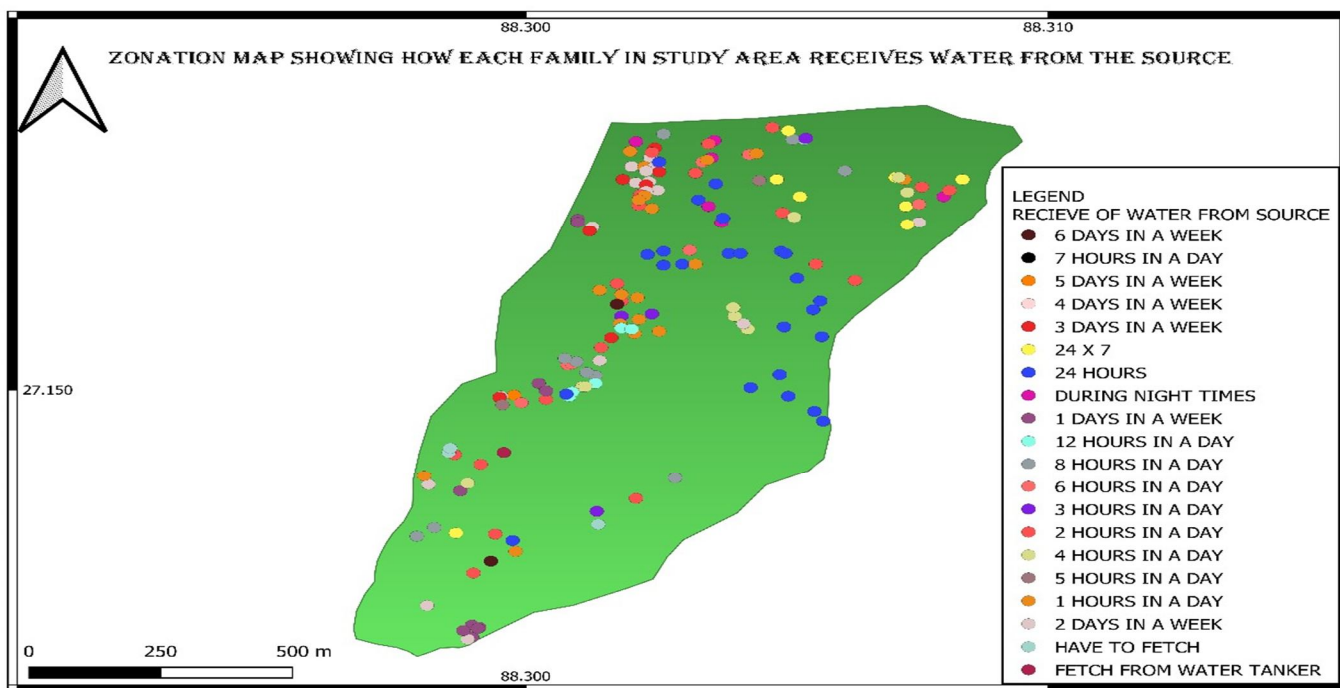 88.300 88.310
ZONATION MAP SHOWING HOW EACH FAMILY IN STUDY AREA RECEIVES WATER FROM THE SOURCE
27.150
LEGEND
RECIEVE OF WATER FROM SOURCE
6 DAYS IN A WEEK
7 HOURS IN A DAY
5 DAYS IN A WEEK
4 DAYS IN A WEEK
3 DAYS IN A WEEK
24 X 7
24 HOURS
DURING NIGHT TIMES
1 DAYS IN A WEEK
12 HOURS IN A DAY
8 HOURS IN A DAY
6 HOURS IN A DAY
3 HOURS IN A DAY
2 HOURS IN A DAY
4 HOURS IN A DAY
5 HOURS IN A DAY
1 HOURS IN A DAY
2 DAYS IN A WEEK
HAVE TO FETCH
FETCH FROM WATER TANKER
0 250 500 m
88.300